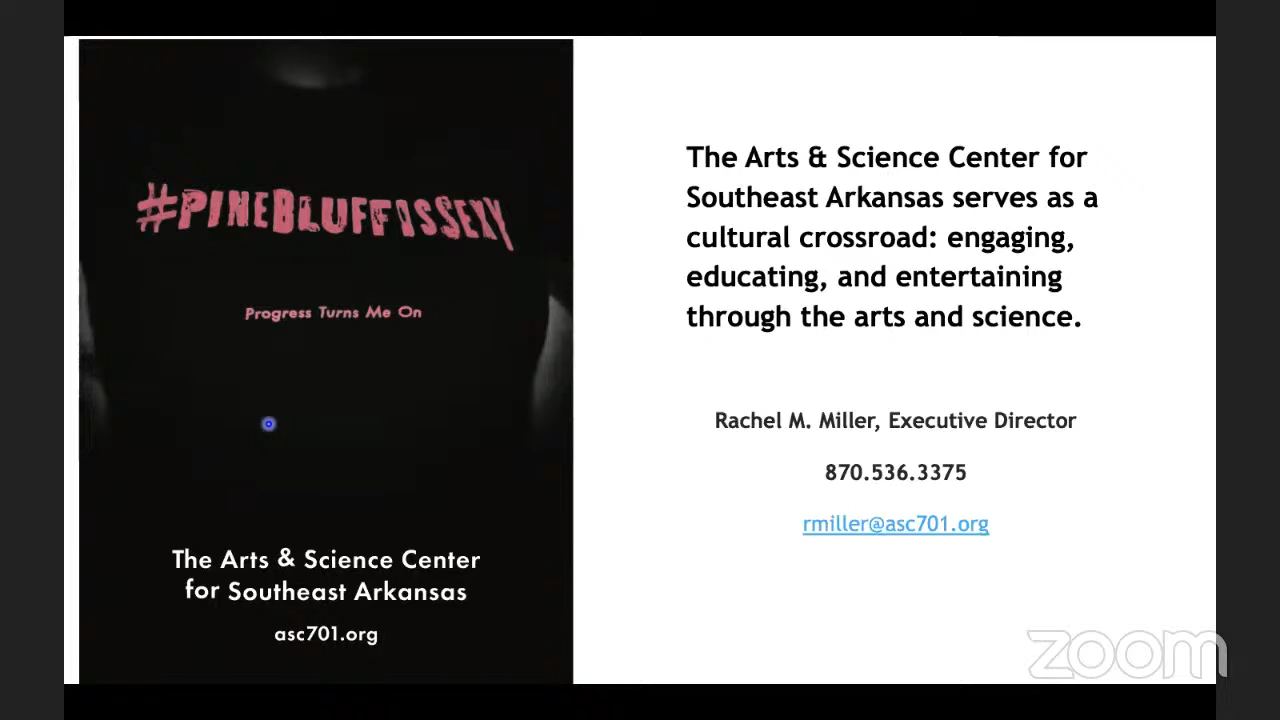 #PINEBLUFFISSEXY
Progress Turns Me On
The Arts & Science Center
for Southeast Arkansas
asc701.org
The Arts & Science Center for
Southeast Arkansas serves as a
cultural crossroad: engaging,
educating, and entertaining
through the arts and science.
Rachel M. Miller, Executive Director
870.536.3375
rmiller@asc701.org
zoom